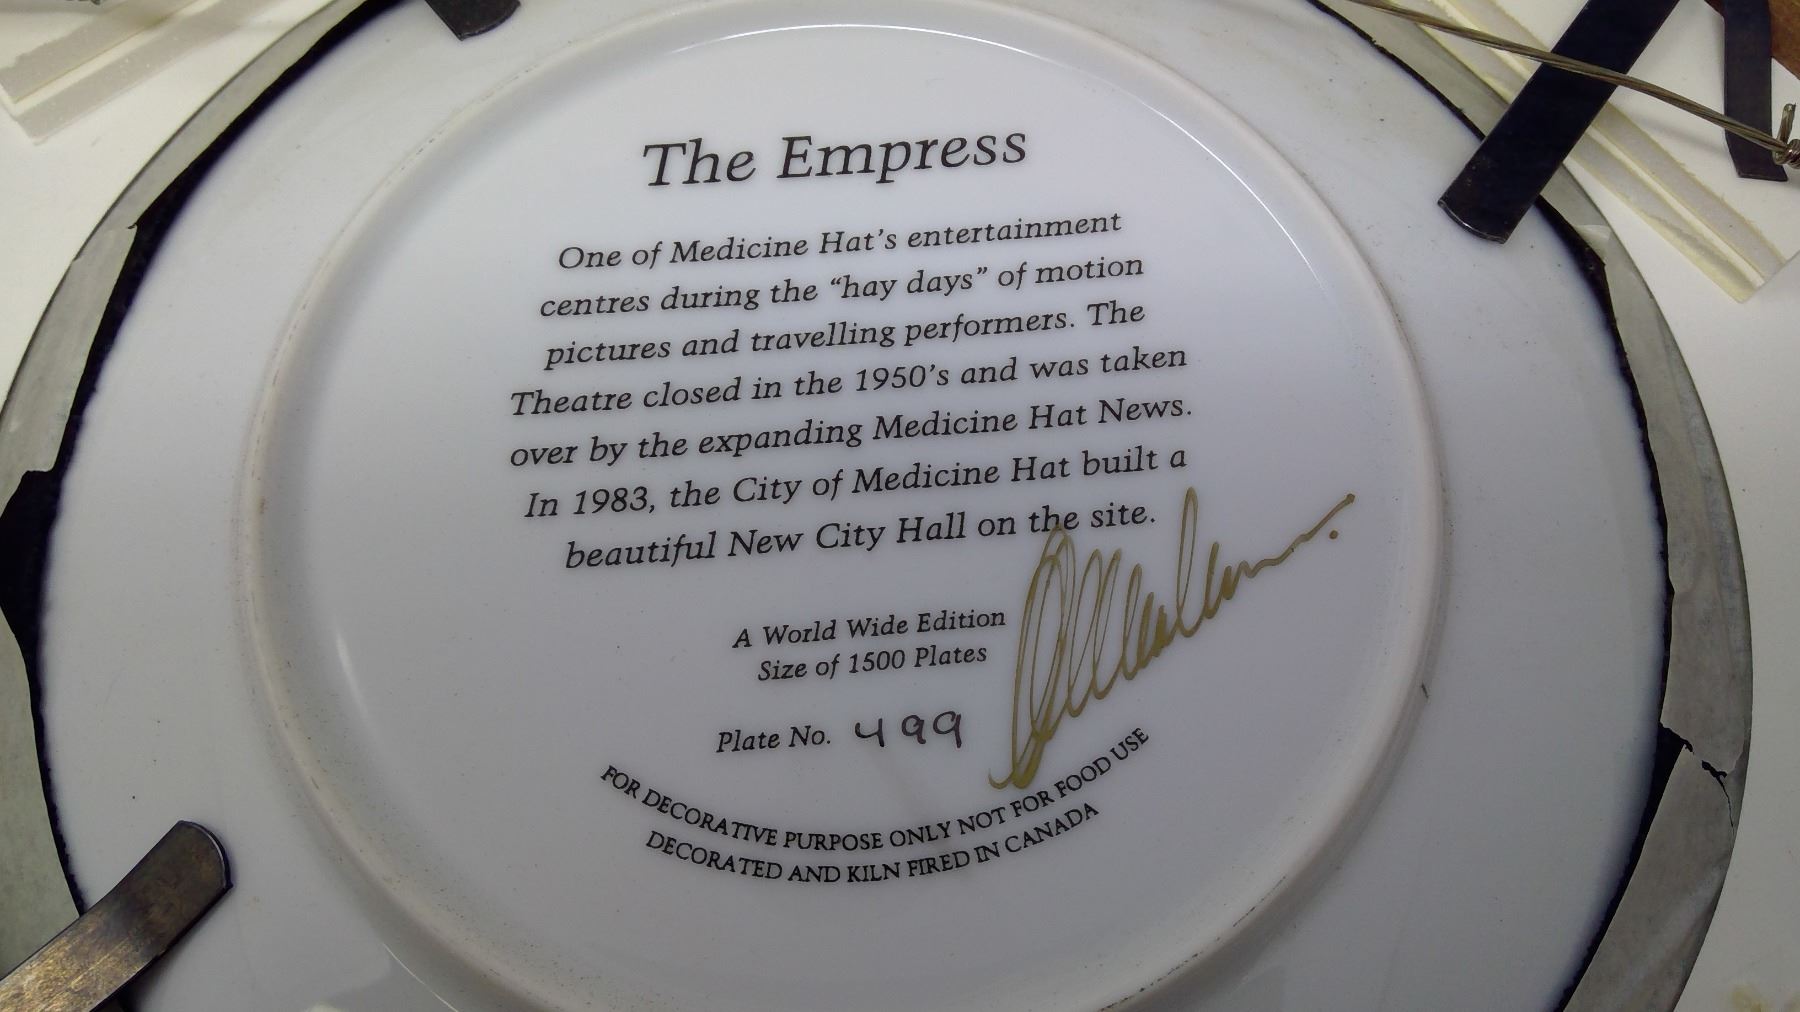 The Empress
One of Medicine Hat's entertainment
centres during the "hay days" of motion
pictures and travelling performers. The
Theatre closed in the 1950's and was taken
over by the expanding Medicine Hat News.
In 1983, the City of Medicine Hat built a
beautiful New City Hall on the site.
A World Wide Edition
Size of 1500 Plates
Plate No. 499
FOR DECORATIVE PURPOSE ONLY NOT FOR FOOD USE
DECORATED AND KILN FIRED IN CANADA